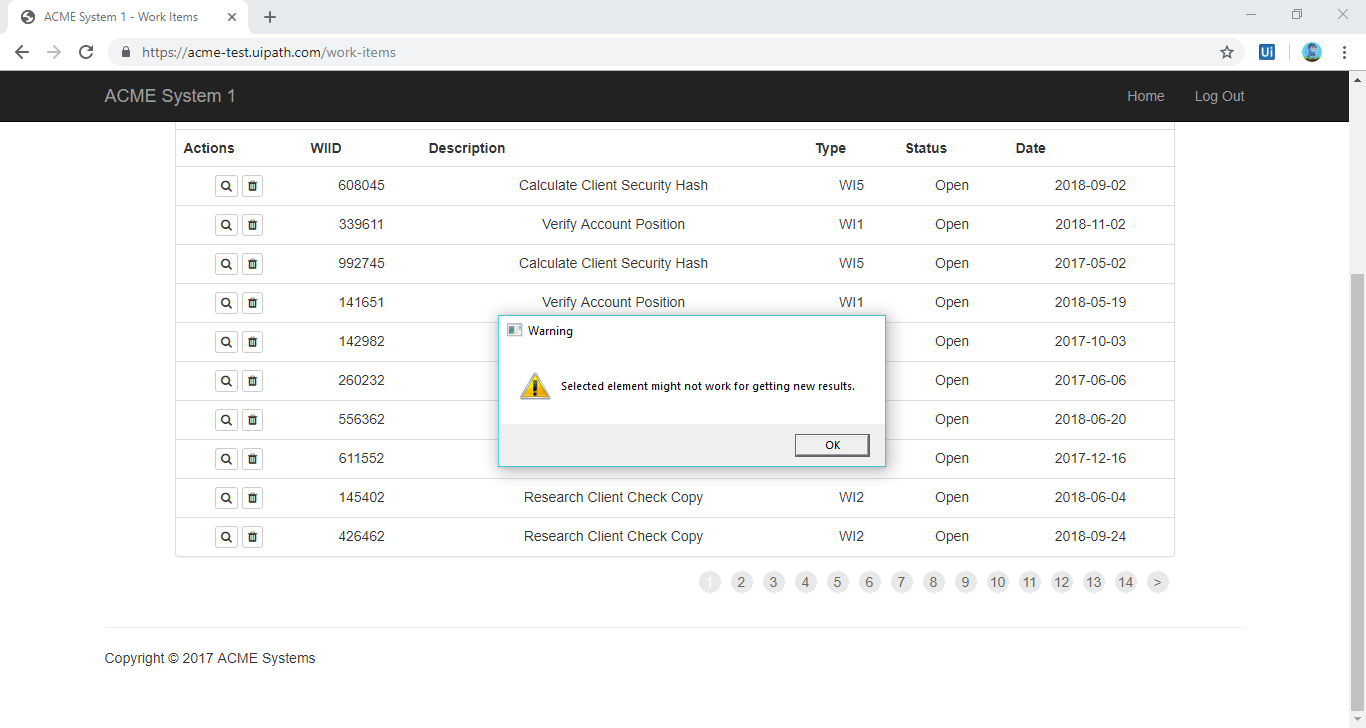 ACME System 1 - Work Items
https://acme-test.uipath.com/work-items
Ui
ACME System 1 Home Log Out
Actions WIID Description Type Status Date
608045 Calculate Client Security Hash WI5 Open 2018-09-02
339611 Verify Account Position WI1 Open 2018-11-02
992745 Calculate Client Security Hash WI5 Open 2017-05-02
141651 Verify Account Position WI1 Open 2018-05-19
142982 Open 2017-10-03
260232 Open 2017-06-06
556362 Open 2018-06-20
611552 Open 2017-12-16
Warning
Selected element might not work for getting new results.
OK
145402 Research Client Check Copy WI2 Open 2018-06-04
426462 Research Client Check Copy WI2 Open 2018-09-24
1 2 3 4 5 6 7 8 9 10 11 12 13 14 >
Copyright © 2017 ACME Systems